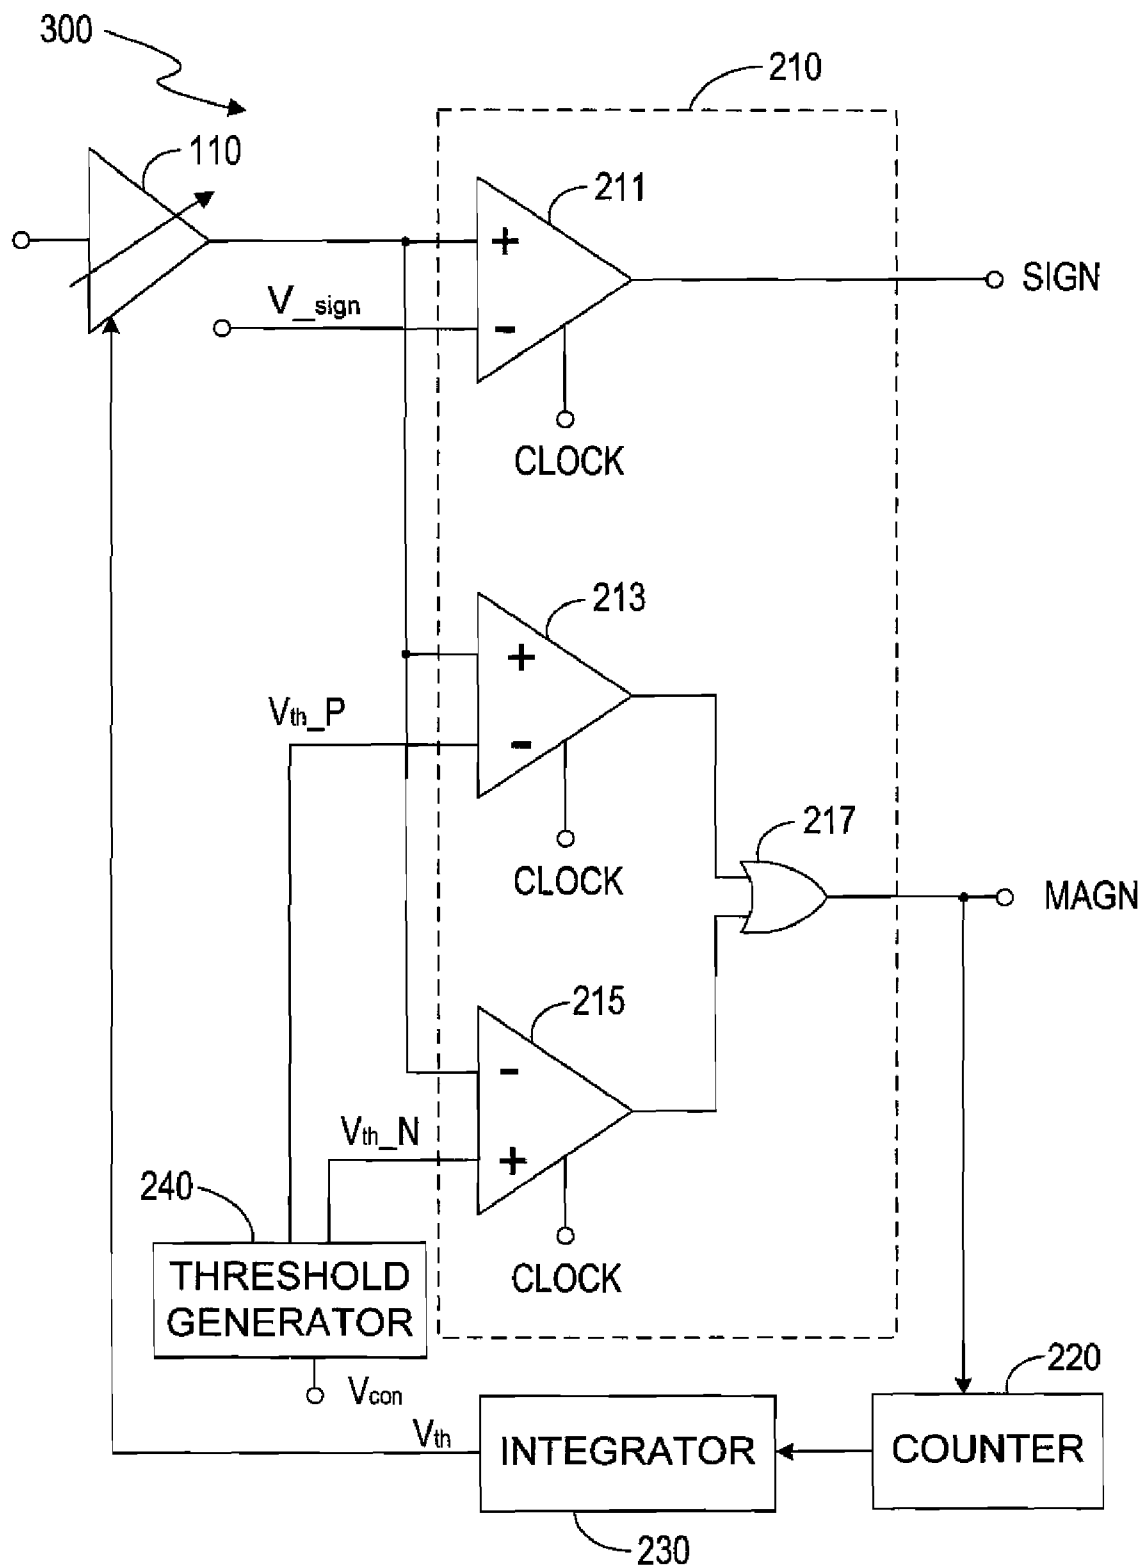 300
210
110
211
+
V_sign
-
SIGN
CLOCK
213
+
Vth_P
-
217
CLOCK
MAGN
215
-
Vth_N
+
240
THRESHOLD
GENERATOR
CLOCK
220
Vcon
Vth
INTEGRATOR
COUNTER
230